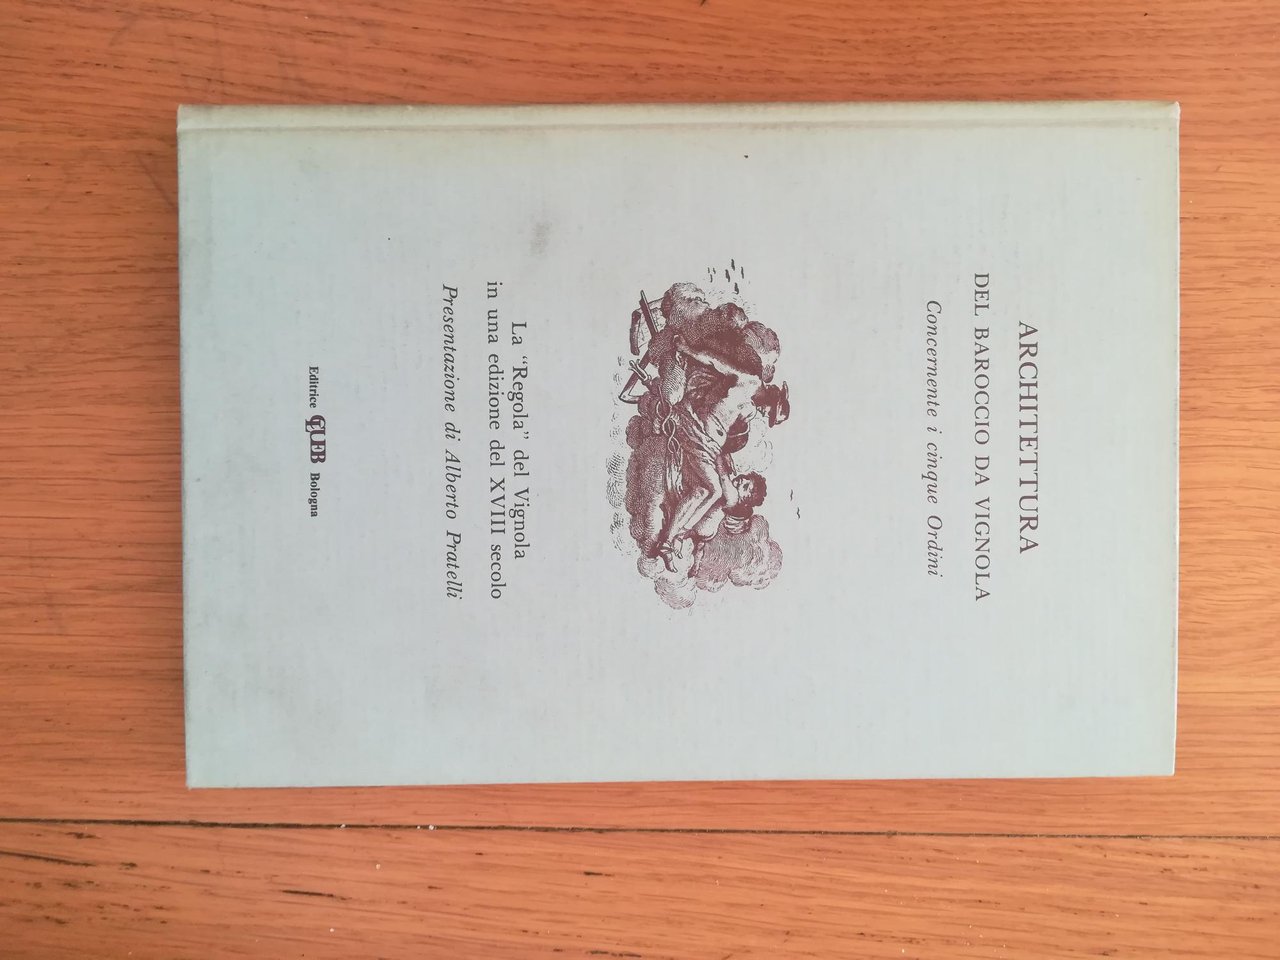 ARCHITETTURA
DEL BAROCCIO DA VIGNOLA
Concernente i cinque Ordini
La “Regola” del Vignola
in una edizione del XVIII secolo
Presentazione di Alberto Pratelli
Editrice CLUEB Bologna